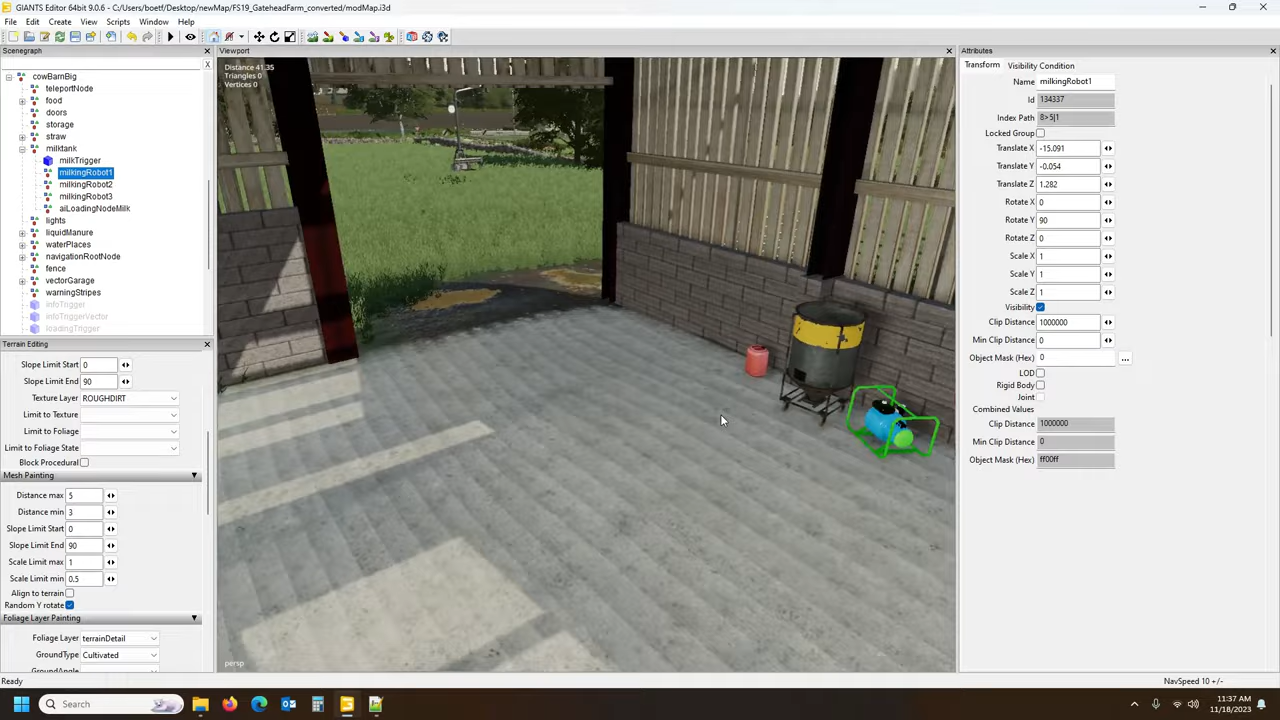 GIANTS Editor 64bit 9.0.6 - C:/Users/boetf/Desktop/newMap/FS19_GateheadFarm_converted/modMap.i3d
File Edit Create View Scripts Window Help
Scenegraph
X
cowBarnBig
teleportNode
food
doors
storage
straw
milktank
milkTrigger
milkingRobot1
milkingRobot2
milkingRobot3
aiLoadingNodeMilk
lights
liquidManure
waterPlaces
navigationRootNode
fence
vectorGarage
warningStripes
infoTrigger
infoTriggerVector
loadingTrigger
Terrain Editing
Slope Limit Start 0
Slope Limit End 90
Texture Layer ROUGHDIRT
Limit to Texture
Limit to Foliage
Limit to Foliage State
Block Procedural
Mesh Painting
Distance max 5
Distance min 3
Slope Limit Start 0
Slope Limit End 90
Scale Limit max 1
Scale Limit min 0.5
Align to terrain
Random Y rotate
Foliage Layer Painting
Foliage Layer terrainDetail
GroundType Cultivated
GroundAngle
Viewport
Distance 41.35
Triangles 0
Vertices 0
persp
Attributes
Transform Visibility Condition
Name milkingRobot1
Id 134337
Index Path 8>5|1
Locked Group
Translate X -15.091
Translate Y -0.054
Translate Z 1.282
Rotate X 0
Rotate Y 90
Rotate Z 0
Scale X 1
Scale Y 1
Scale Z 1
Visibility
Clip Distance 1000000
Min Clip Distance 0
Object Mask (Hex) 0 ...
LOD
Rigid Body
Joint
Combined Values
Clip Distance 1000000
Min Clip Distance 0
Object Mask (Hex) ff00ff
Ready
NavSpeed 10 +/-
Search
11:37 AM
11/18/2023